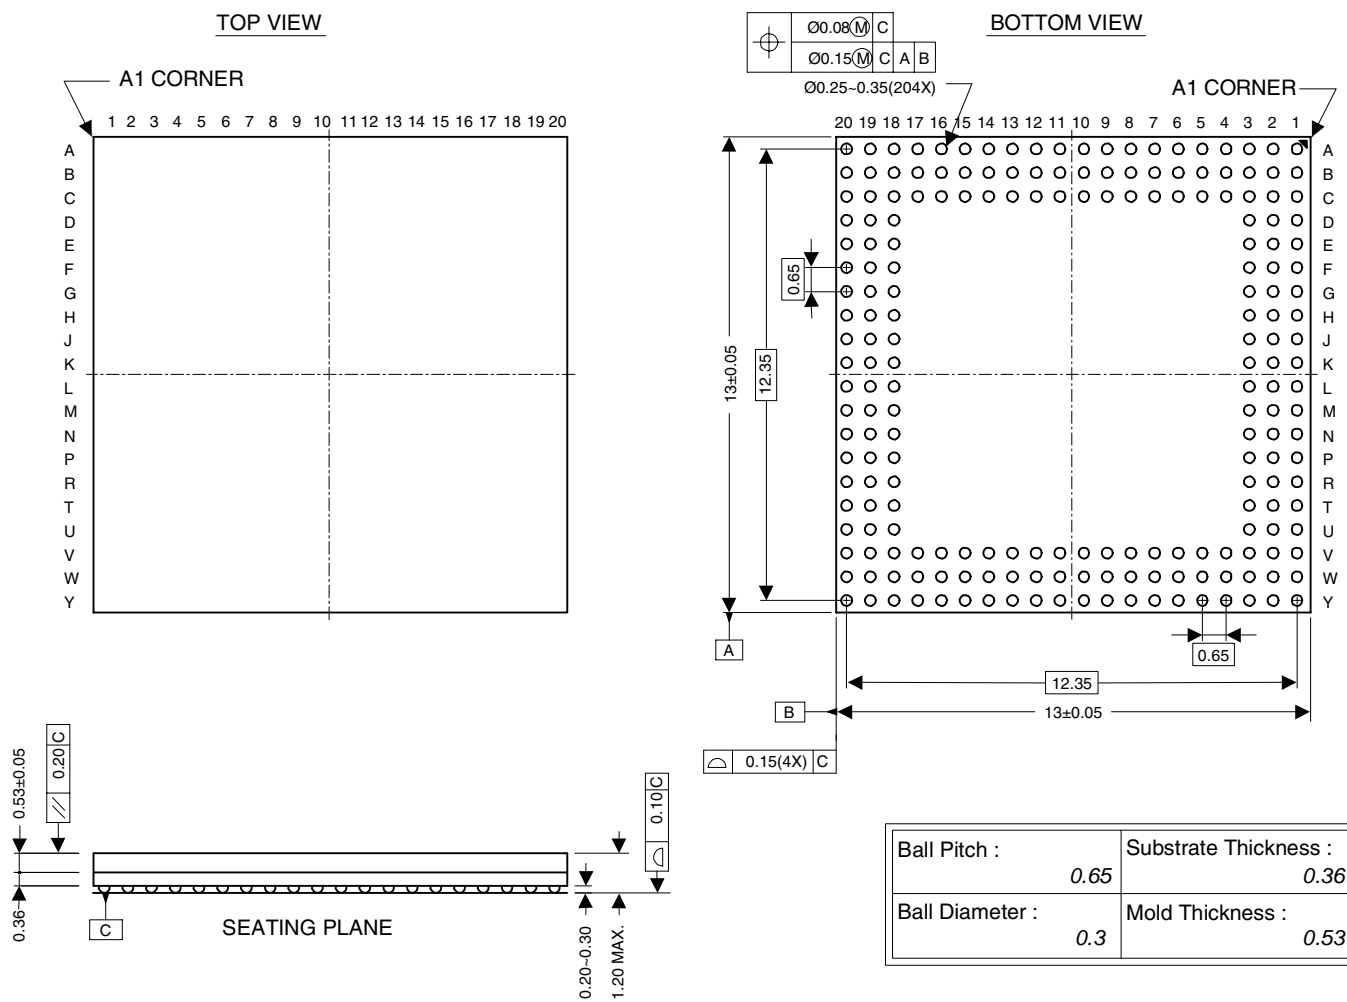 TOP VIEW
A1 CORNER
1 2 3 4 5 6 7 8 9 10 11 12 13 14 15 16 17 18 19 20
A
B
C
D
E
F
G
H
J
K
L
M
N
P
R
T
U
V
W
Y
BOTTOM VIEW
Ø0.08Ⓜ C
Ø0.15Ⓜ C A B
Ø0.25~0.35(204X)
A1 CORNER
20 19 18 17 16 15 14 13 12 11 10 9 8 7 6 5 4 3 2 1
A
B
C
D
E
F
G
H
J
K
L
M
N
P
R
T
U
V
W
Y
0.65
13±0.05
12.35
A
0.65
12.35
B
13±0.05
0.15(4X) C
0.53±0.05
0.20 C
0.36
C
SEATING PLANE
0.10 C
0.20~0.30
1.20 MAX.
Ball Pitch : 0.65
Substrate Thickness : 0.36
Ball Diameter : 0.3
Mold Thickness : 0.53